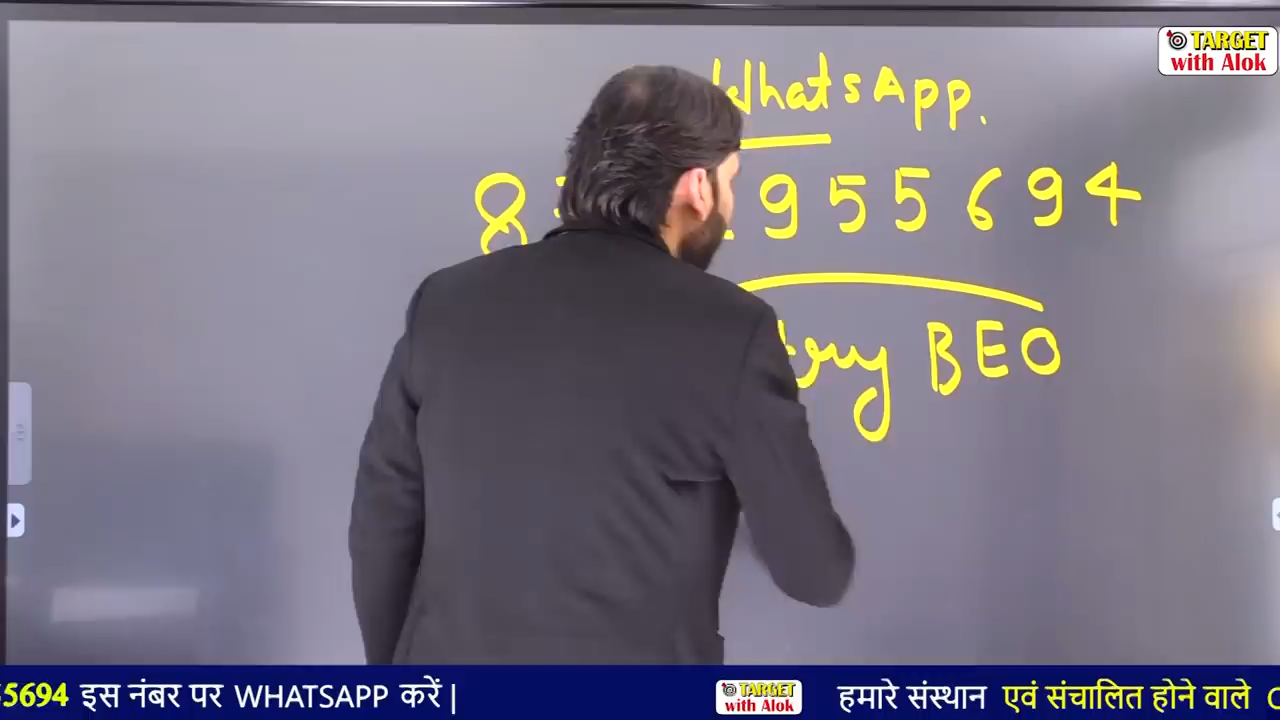 TARGET
with Alok
WhatsApp.
8 955694
BEO
5694 इस नंबर पर WHATSAPP करें |
TARGET
with Alok
हमारे संस्थान एवं संचालित होने वाले